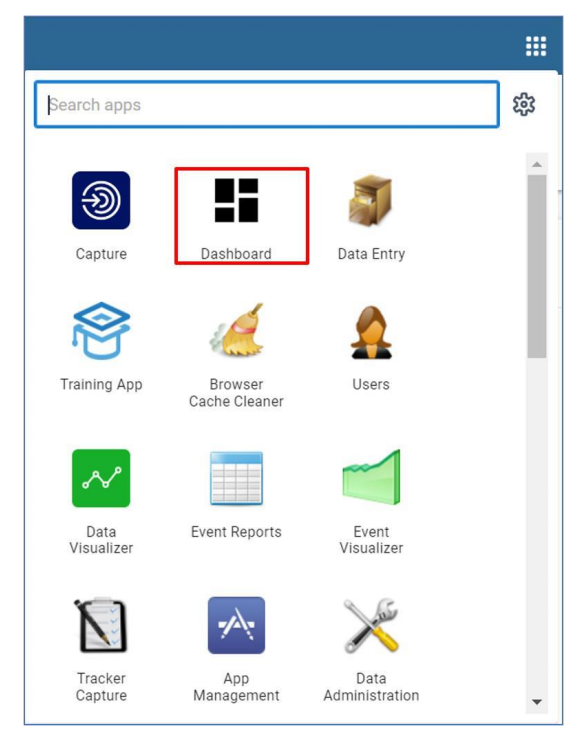 Search apps
Capture
Dashboard
Data Entry
Training App
Browser
Cache Cleaner
Users
Data
Visualizer
Event Reports
Event
Visualizer
Tracker
Capture
App
Management
Data
Administration